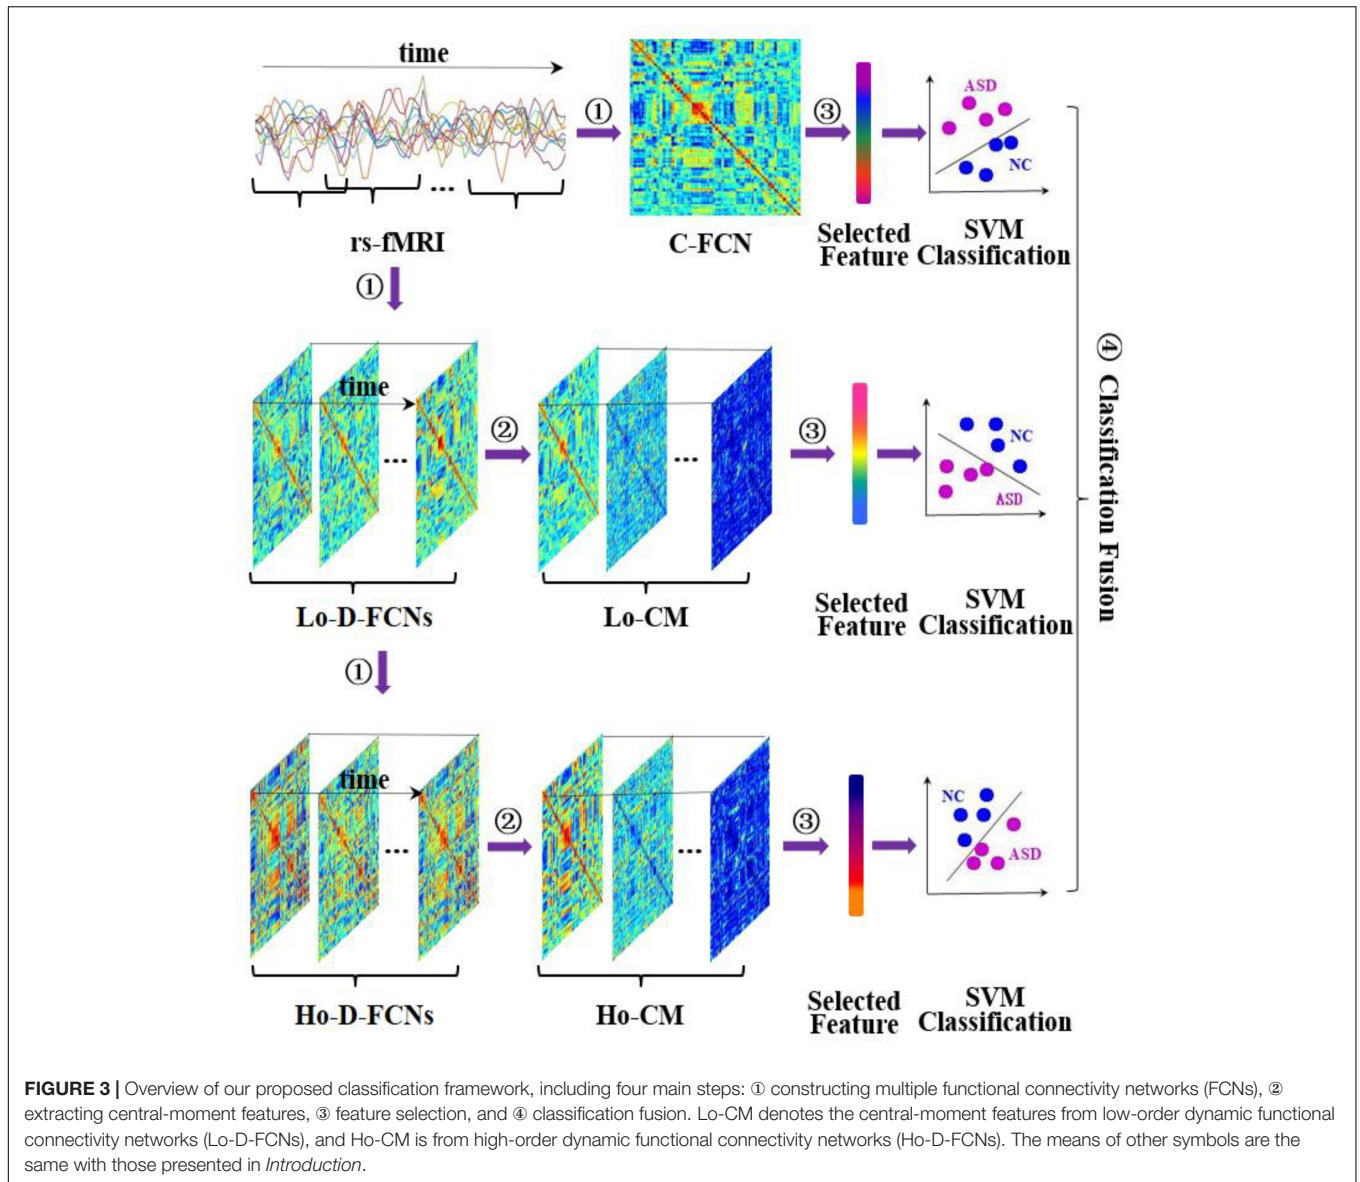 time
①
③
ASD
NC
...
rs-fMRI
C-FCN
Selected
Feature
SVM
Classification
①
time
...
②
...
③
NC
ASD
Lo-D-FCNs
Lo-CM
Selected
Feature
SVM
Classification
④ Classification Fusion
①
time
...
②
...
③
NC
ASD
Ho-D-FCNs
Ho-CM
Selected
Feature
SVM
Classification
FIGURE 3 | Overview of our proposed classification framework, including four main steps: ① constructing multiple functional connectivity networks (FCNs), ②
extracting central-moment features, ③ feature selection, and ④ classification fusion. Lo-CM denotes the central-moment features from low-order dynamic functional
connectivity networks (Lo-D-FCNs), and Ho-CM is from high-order dynamic functional connectivity networks (Ho-D-FCNs). The means of other symbols are the
same with those presented in Introduction.